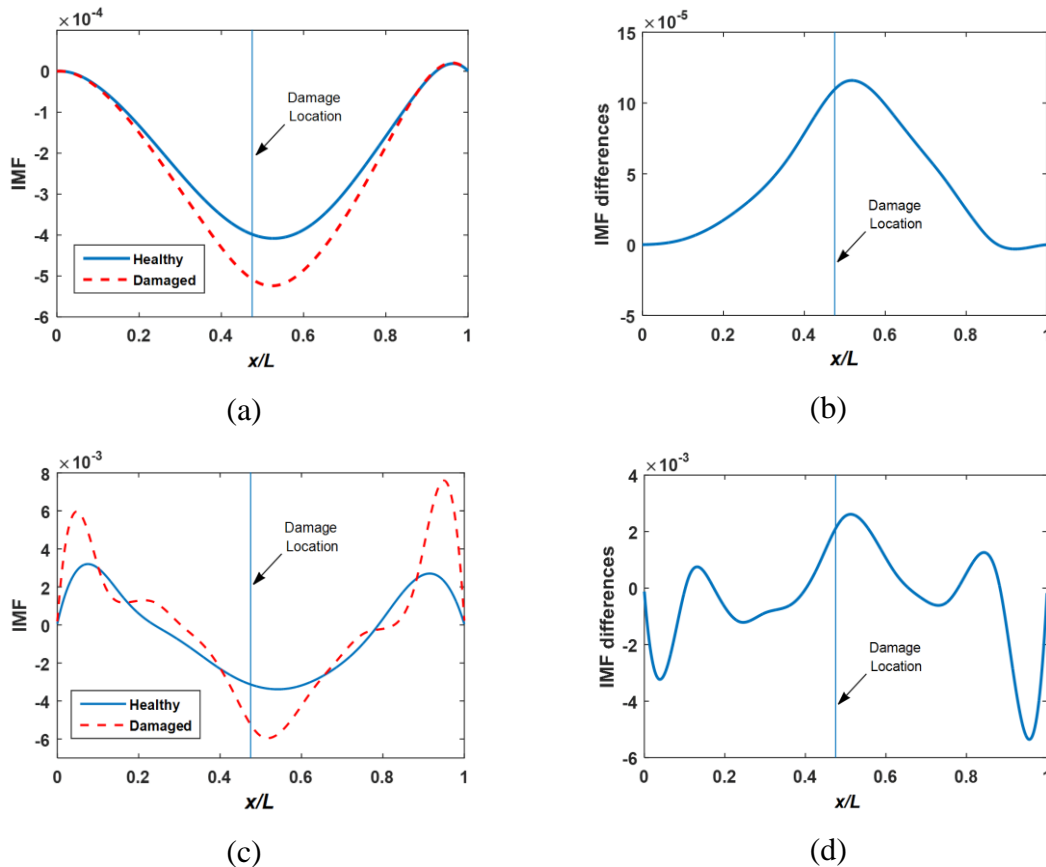 ×10⁻⁴
0
-1
-2
-3
-4
-5
-6
IMF
Damage
Location
Healthy
Damaged
0 0.2 0.4 0.6 0.8 1
x/L
(a)
×10⁻⁵
15
10
5
0
-5
IMF differences
Damage
Location
0 0.2 0.4 0.6 0.8 1
x/L
(b)
×10⁻³
8
6
4
2
0
-2
-4
-6
IMF
Damage
Location
Healthy
Damaged
0 0.2 0.4 0.6 0.8 1
x/L
(c)
×10⁻³
4
2
0
-2
-4
-6
IMF differences
Damage
Location
0 0.2 0.4 0.6 0.8 1
x/L
(d)